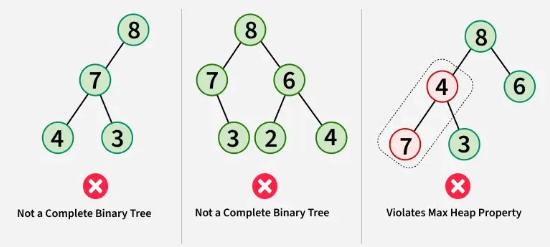 8
7
4 3
Not a Complete Binary Tree
8
7 6
3 2 4
Not a Complete Binary Tree
8
4 6
7 3
Violates Max Heap Property